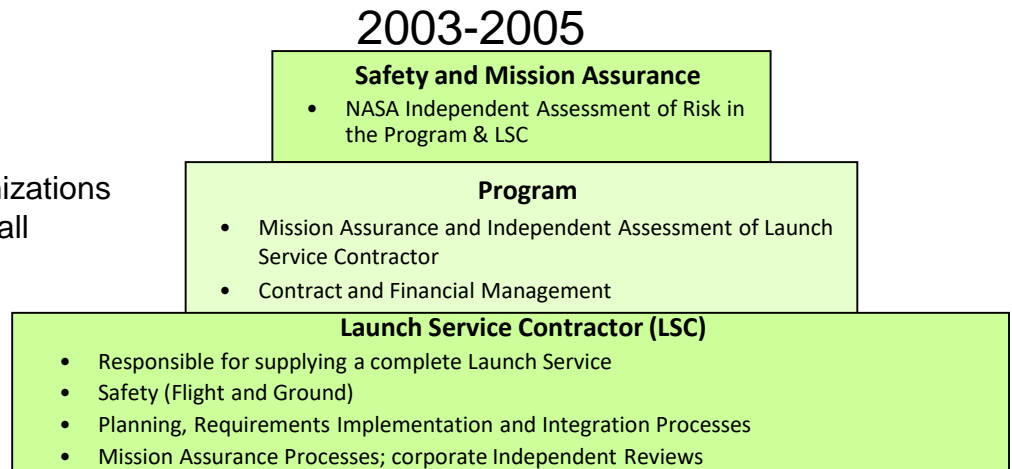 2003-2005
Safety and Mission Assurance
• NASA Independent Assessment of Risk in
the Program & LSC
nizations
all
Program
• Mission Assurance and Independent Assessment of Launch
Service Contractor
• Contract and Financial Management
Launch Service Contractor (LSC)
• Responsible for supplying a complete Launch Service
• Safety (Flight and Ground)
• Planning, Requirements Implementation and Integration Processes
• Mission Assurance Processes; corporate Independent Reviews